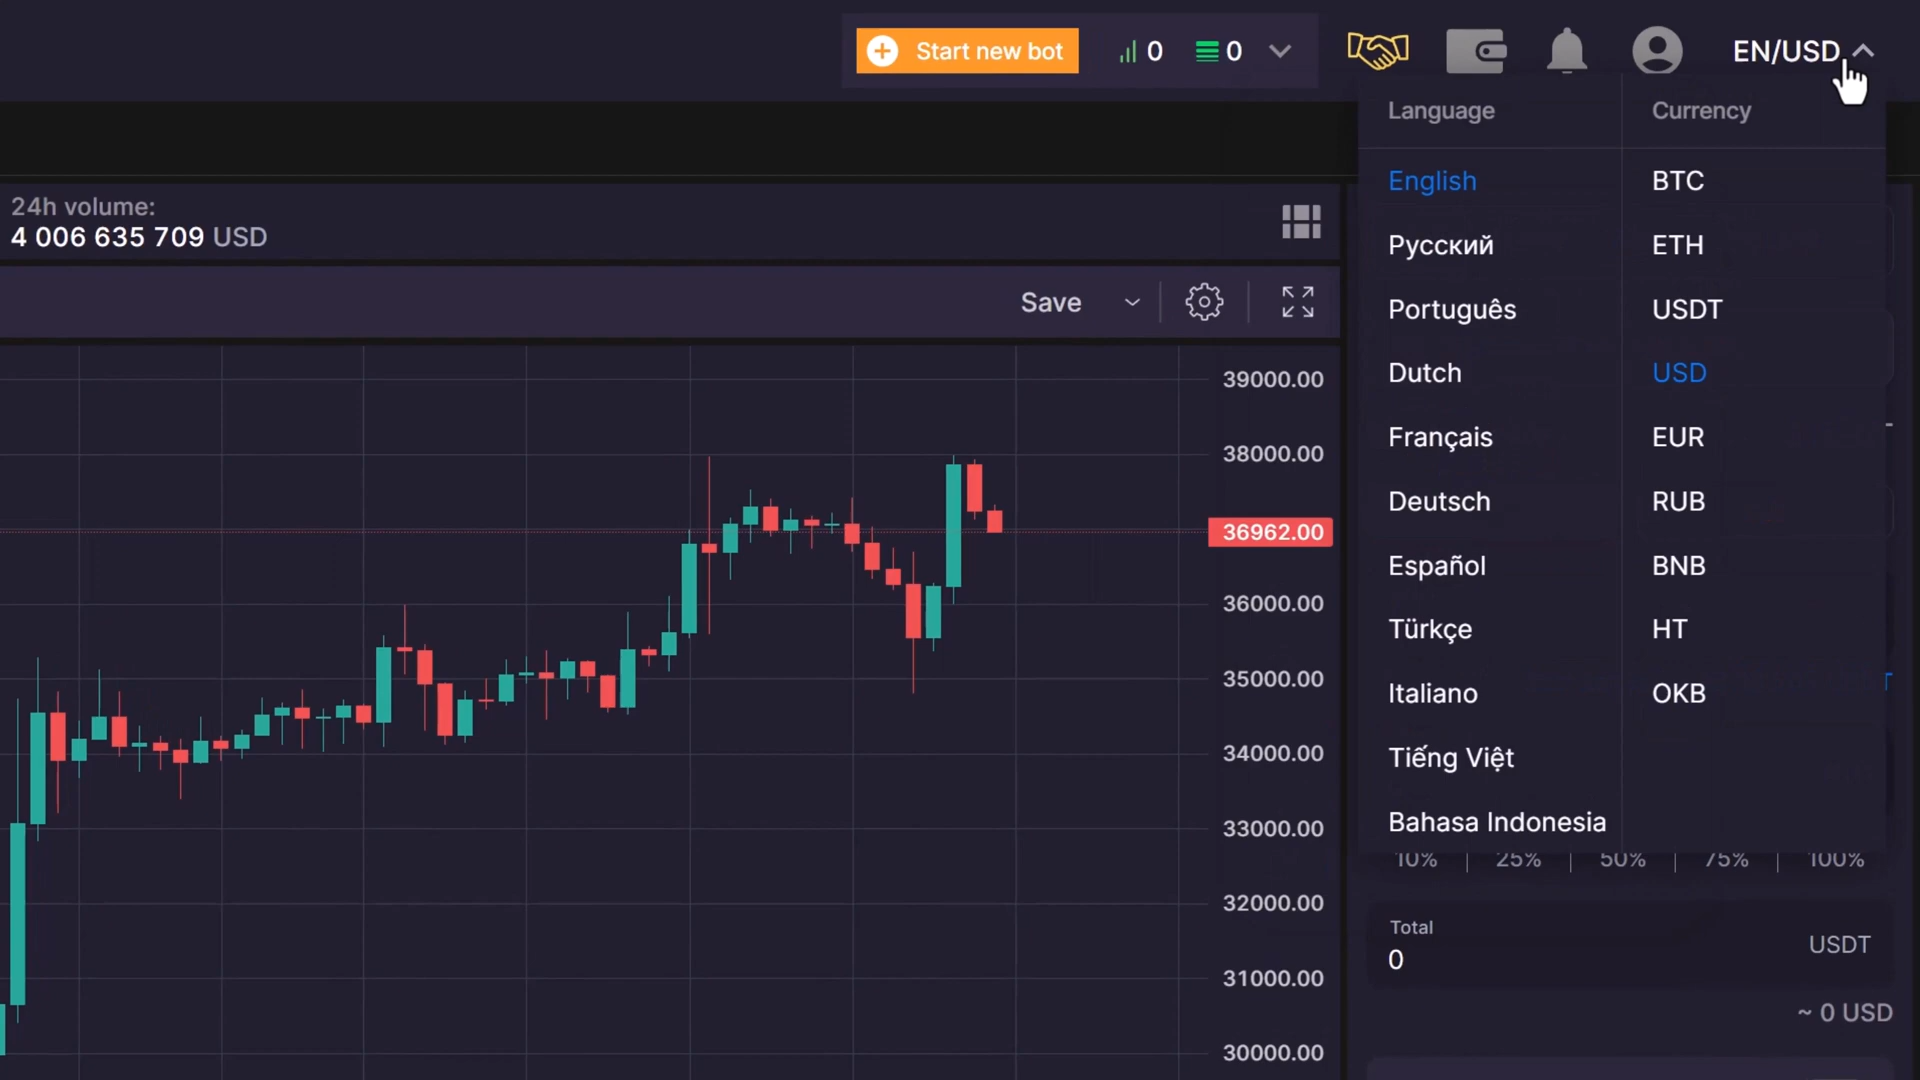 Start new bot
0
0
EN/USD
Language
Currency
24h volume:
4 006 635 709 USD
Save
English
Русский
Português
Dutch
Français
Deutsch
Español
Türkçe
Italiano
Tiếng Việt
Bahasa Indonesia
BTC
ETH
USDT
USD
EUR
RUB
BNB
HT
OKB
39000.00
38000.00
36962.00
36000.00
35000.00
34000.00
33000.00
32000.00
31000.00
30000.00
10% 25% 50% 75% 100%
Total
0
USDT
~ 0 USD